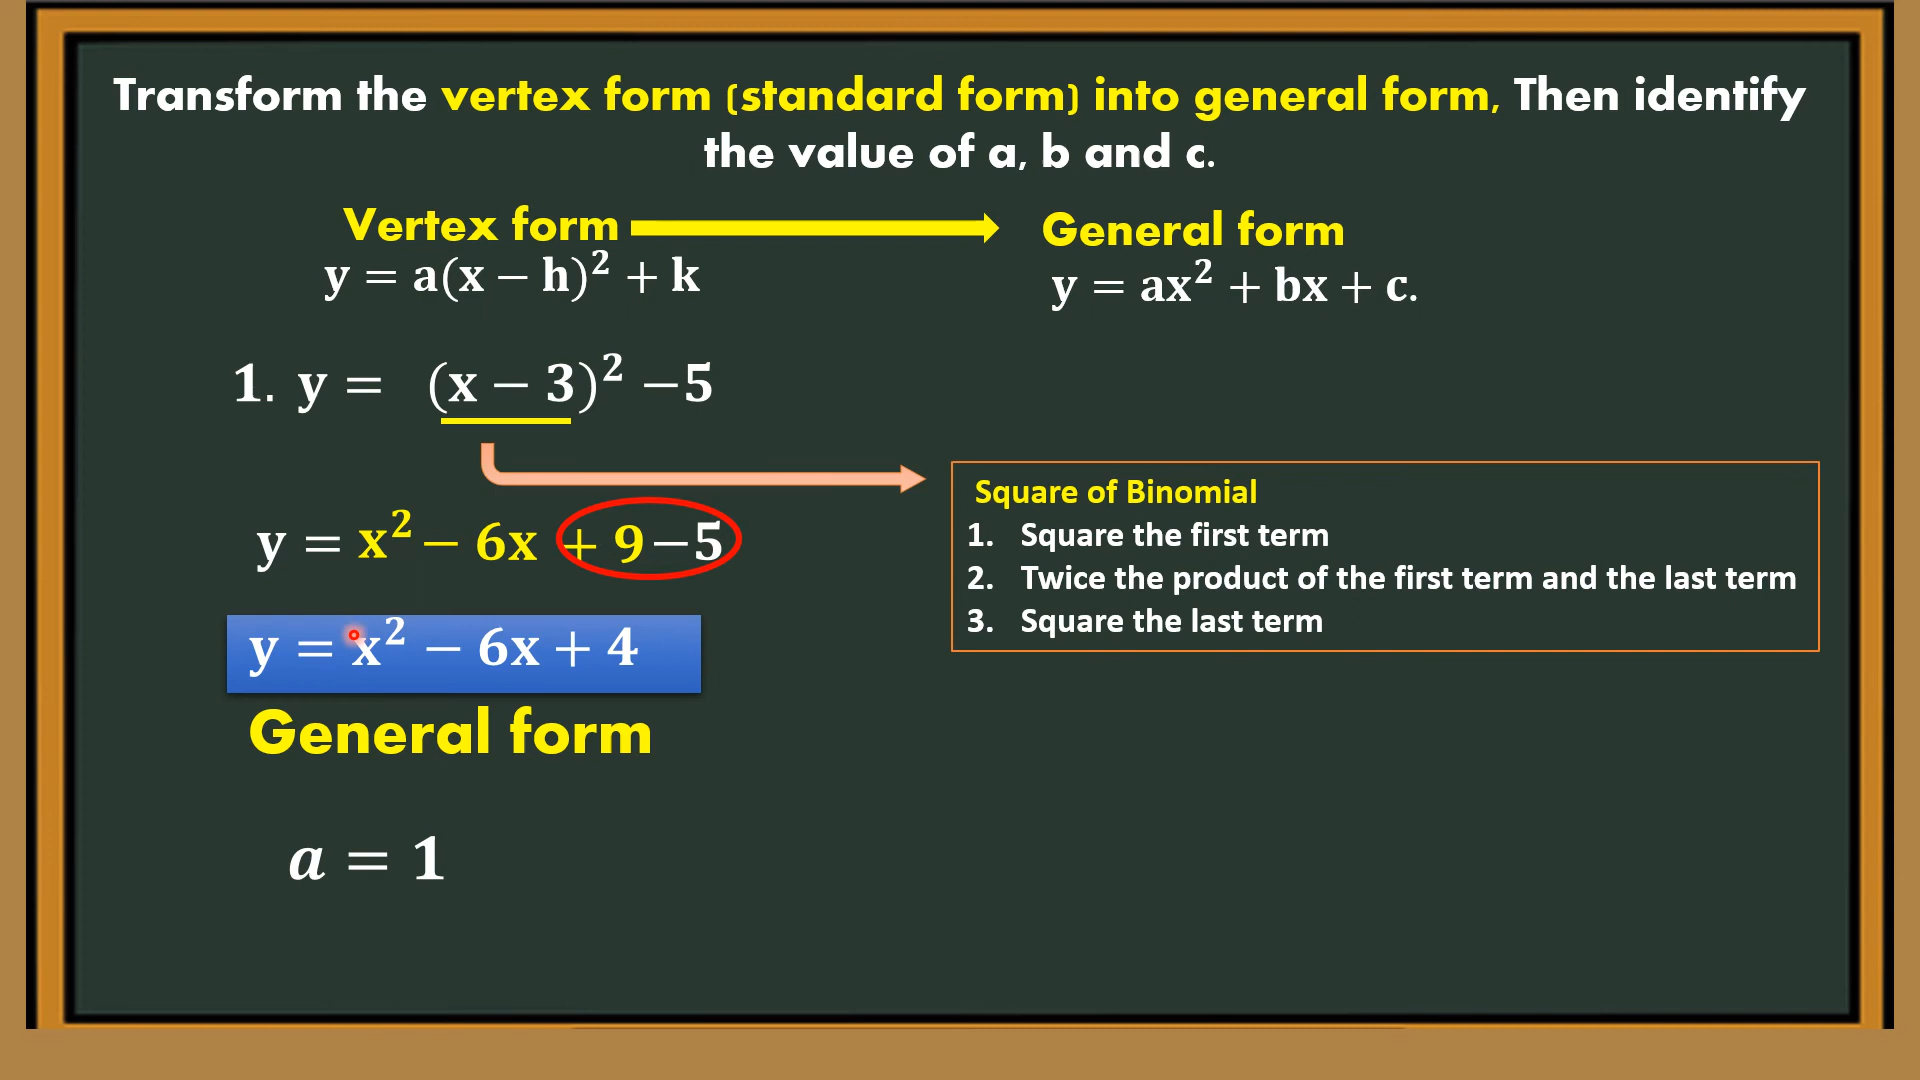 Transform the vertex form (standard form) into general form, Then identify
the value of a, b and c.
Vertex form
General form
y = a(x − h)² + k
y = ax² + bx + c.
1. y = (x − 3)² −5
Square of Binomial
1. Square the first term
2. Twice the product of the first term and the last term
3. Square the last term
y = x² − 6x + 9 −5
y = x² − 6x + 4
General form
a = 1